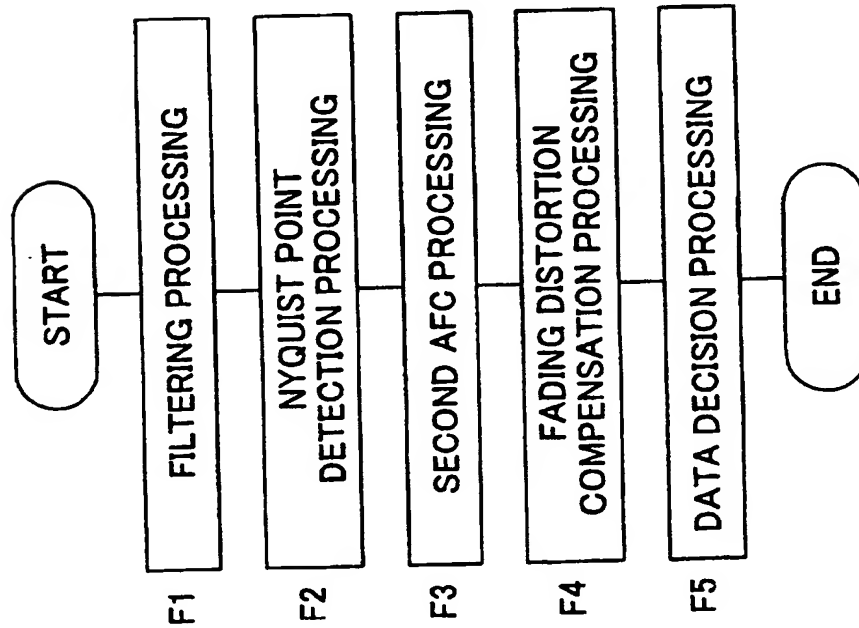 START
F1 FILTERING PROCESSING
F2 NYQUIST POINT
DETECTION PROCESSING
F3 SECOND AFC PROCESSING
F4 FADING DISTORTION
COMPENSATION PROCESSING
F5 DATA DECISION PROCESSING
END